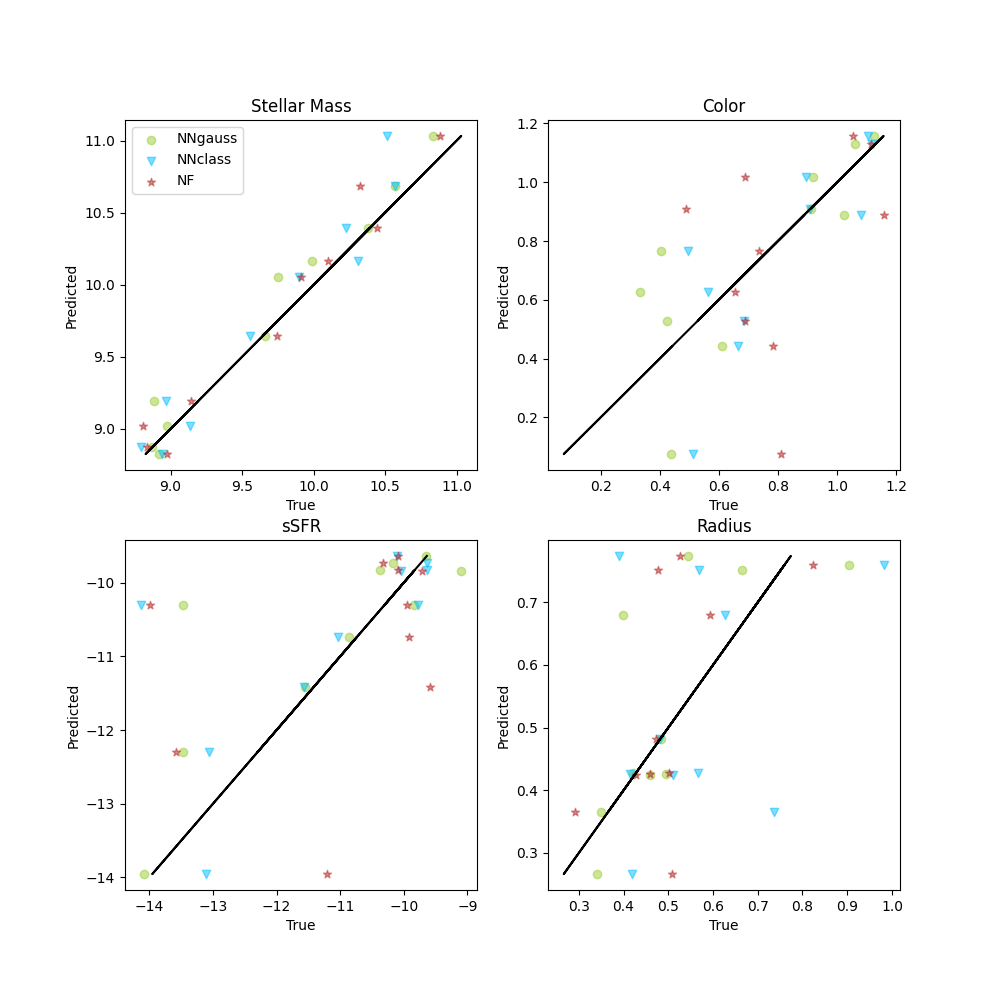 Stellar Mass
Color
NNgauss
NNclass
NF
11.0
10.5
10.0
9.5
9.0
Predicted
9.0 9.5 10.0 10.5 11.0
True
1.2
1.0
0.8
0.6
0.4
0.2
Predicted
0.2 0.4 0.6 0.8 1.0 1.2
True
sSFR
Radius
−10
−11
−12
−13
−14
Predicted
−14 −13 −12 −11 −10 −9
True
0.7
0.6
0.5
0.4
0.3
Predicted
0.3 0.4 0.5 0.6 0.7 0.8 0.9 1.0
True